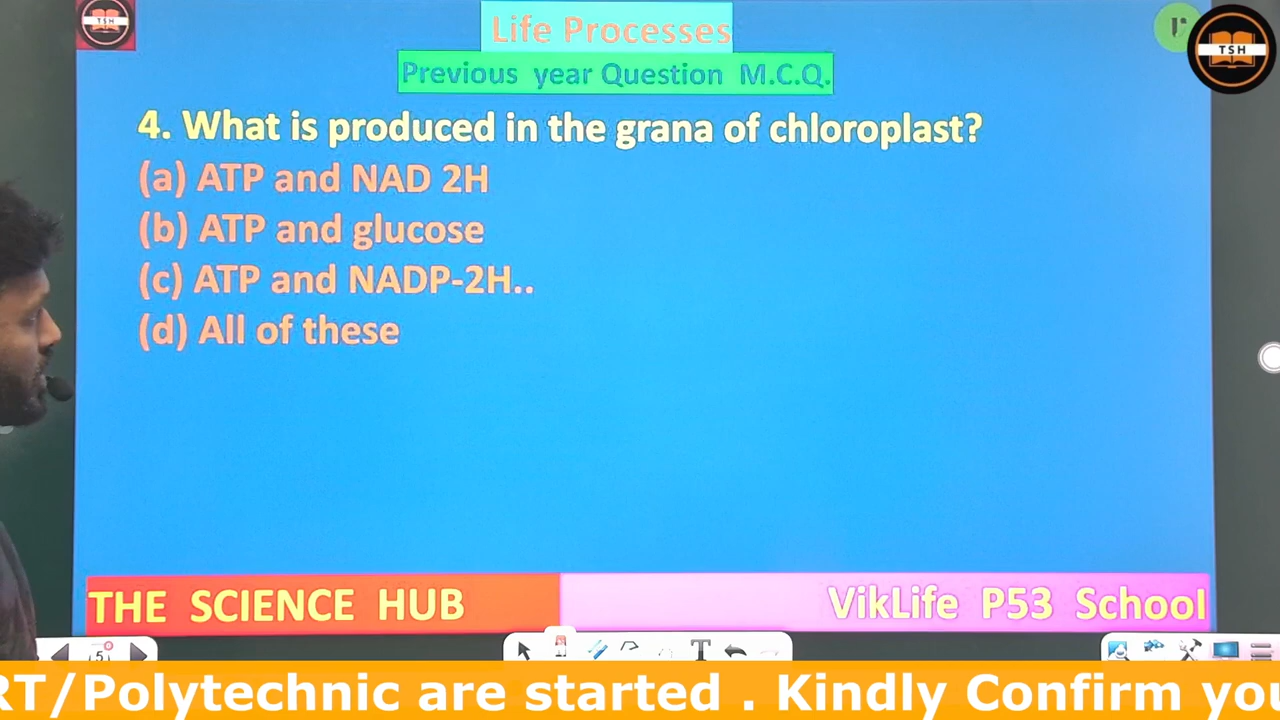 TSH
Life Processes
TSH
Previous year Question M.C.Q.
4. What is produced in the grana of chloroplast?
(a) ATP and NAD 2H
(b) ATP and glucose
(c) ATP and NADP-2H..
(d) All of these
THE SCIENCE HUB
VikLife P53 School
5
T
RT/Polytechnic are started . Kindly Confirm you